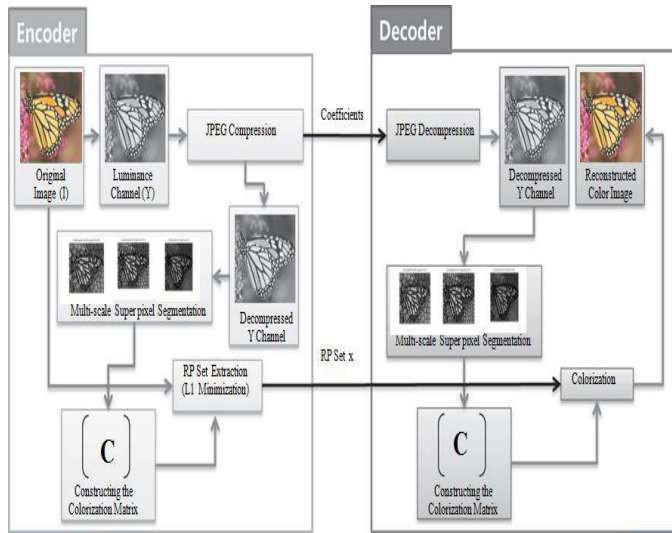 Encoder
Original
Image (I)
Luminance
Channel (Y)
JPEG Compression
Coefficients
Multi-scale Super pixel Segmentation
Decompressed
Y Channel
RP Set Extraction
(L1 Minimization)
RP Set x
C
Constructing the
Colorization Matrix
Decoder
JPEG Decompression
Decompressed
Y Channel
Reconstructed
Color Image
Multi-scale Super pixel Segmentation
Colorization
C
Constructing the
Colorization Matrix